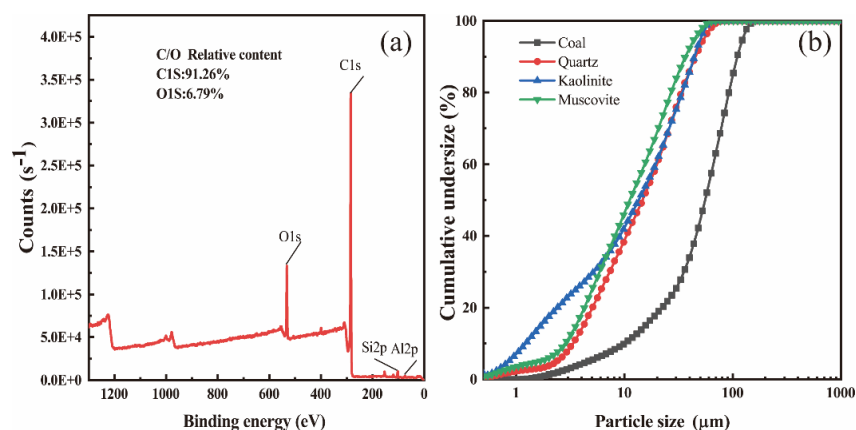 (a)
C/O Relative content
C1S:91.26%
O1S:6.79%
C1s
O1s
Si2p
Al2p
4.0E+5
3.5E+5
3.0E+5
2.5E+5
2.0E+5
1.5E+5
1.0E+5
5.0E+4
0.0E+0
Counts (s⁻¹)
1200 1000 800 600 400 200 0
Binding energy (eV)
(b)
Coal
Quartz
Kaolinite
Muscovite
100
80
60
40
20
0
Cumulative undersize (%)
1 10 100 1000
Particle size (μm)